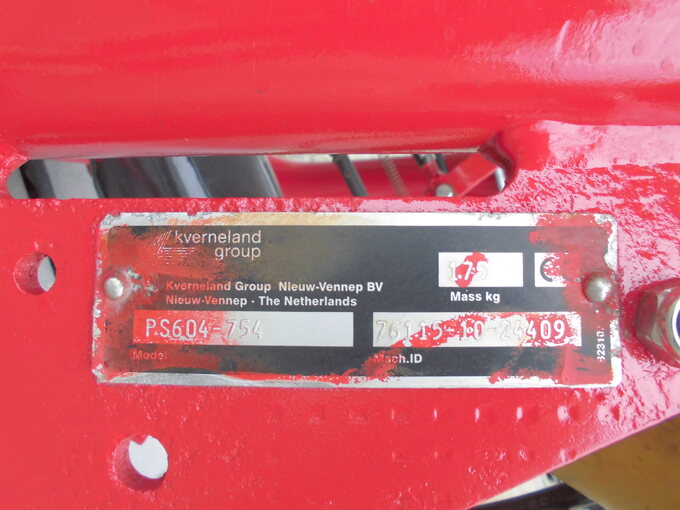 kverneland
group
Kverneland Group Nieuw-Vennep BV
Nieuw-Vennep - The Netherlands
Mass kg
PS604-754
Model
Mach.ID